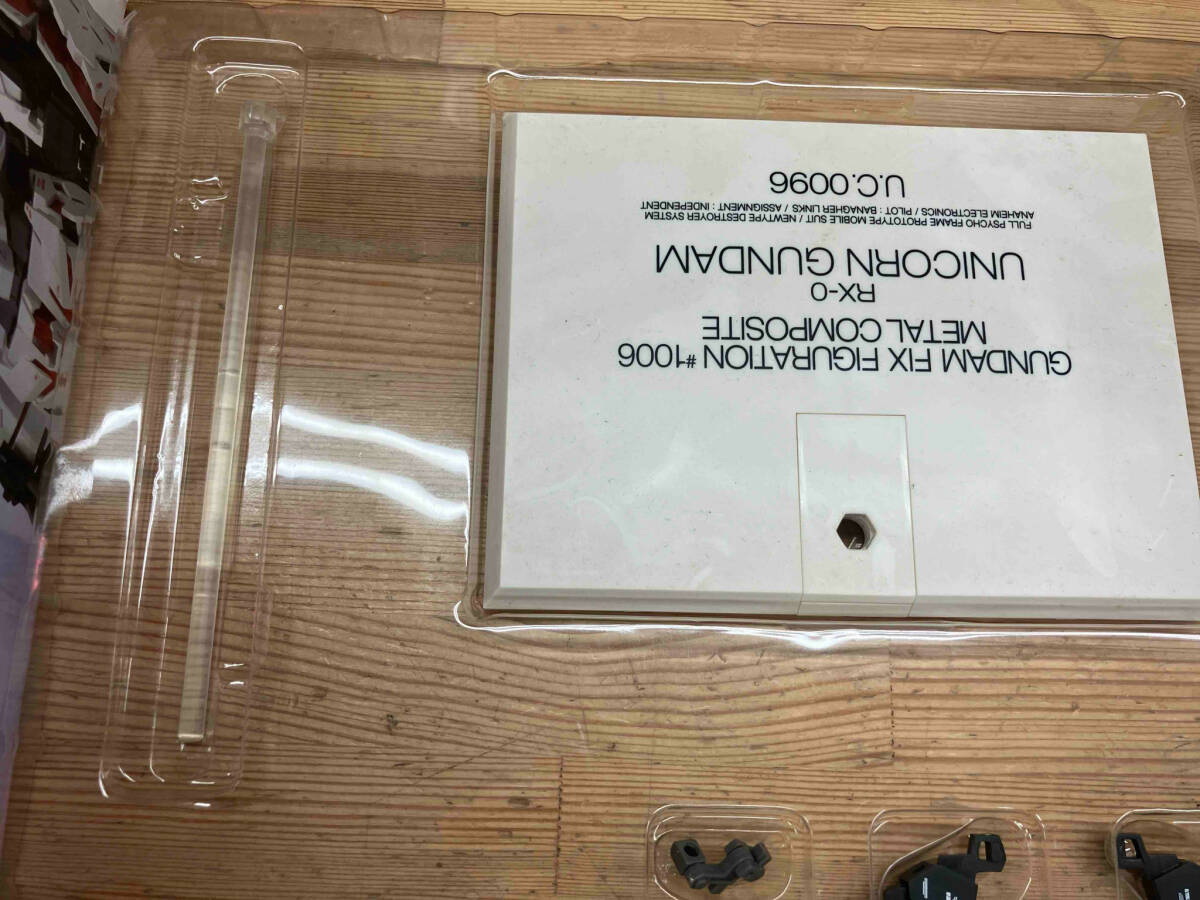 GUNDAM FIX FIGURATION #1006
METAL COMPOSITE
RX-0
UNICORN GUNDAM
FULL PSYCHO FRAME PROTOTYPE MOBILE SUIT / NEWTYPE DESTROYER SYSTEM
ANAHEIM ELECTRONICS / PILOT : BANAGHER LINKS / ASSIGNMENT : INDEPENDENT
U.C.0096